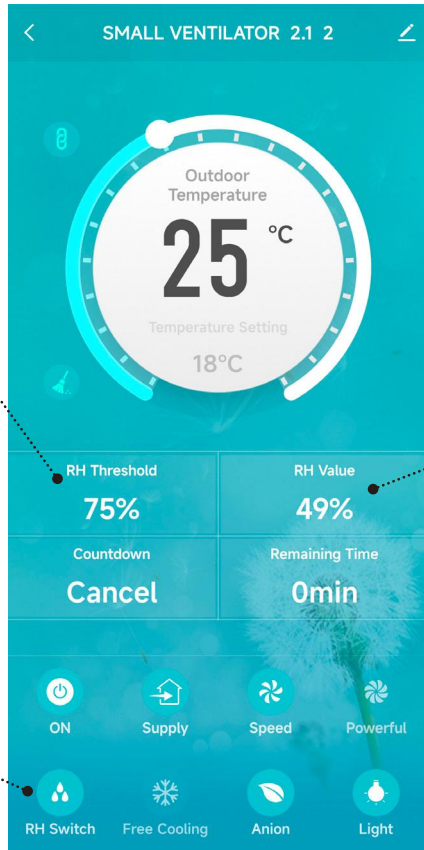 SMALL VENTILATOR 2.1 2
Outdoor
Temperature
25 °C
Temperature Setting
18°C
RH Threshold
RH Value
75%
49%
Countdown
Remaining Time
Cancel
0min
ON
Supply
Speed
Powerful
RH Switch
Free Cooling
Anion
Light